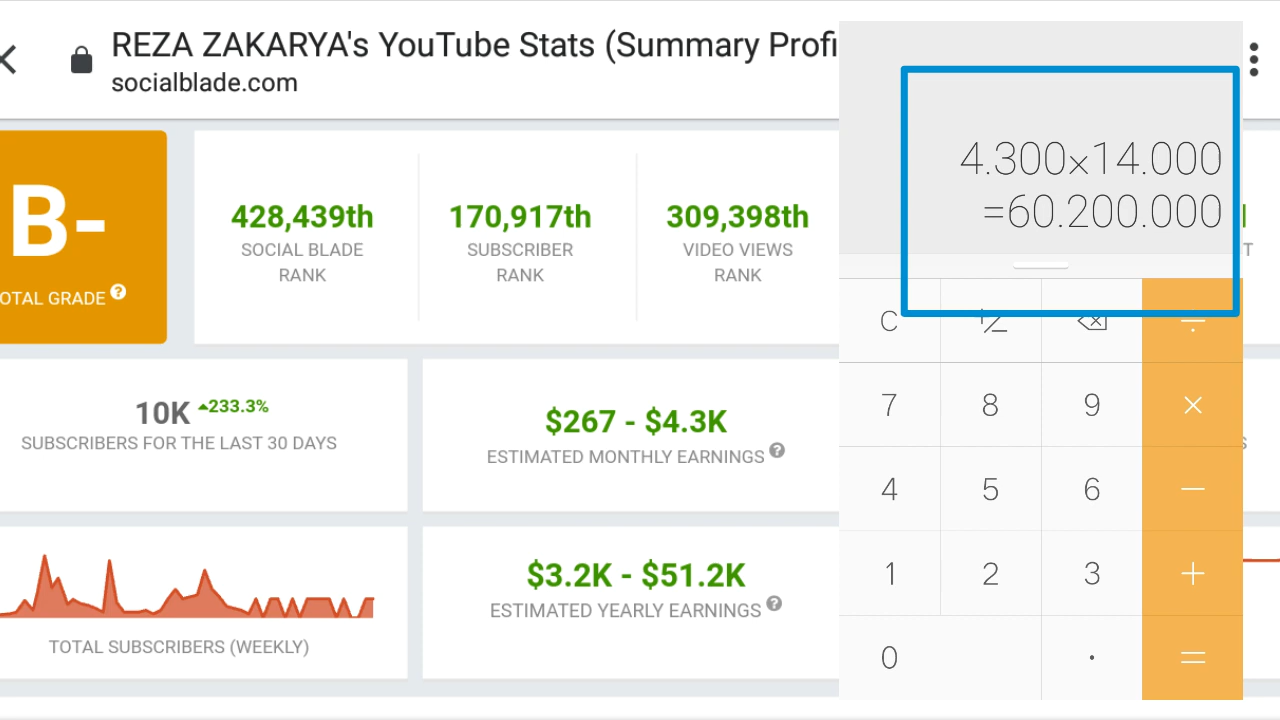 REZA ZAKARYA's YouTube Stats (Summary Profi
socialblade.com
B-
OTAL GRADE ?
428,439th
SOCIAL BLADE
RANK
170,917th
SUBSCRIBER
RANK
309,398th
VIDEO VIEWS
RANK
10K 233.3%
SUBSCRIBERS FOR THE LAST 30 DAYS
$267 - $4.3K
ESTIMATED MONTHLY EARNINGS ?
TOTAL SUBSCRIBERS (WEEKLY)
$3.2K - $51.2K
ESTIMATED YEARLY EARNINGS ?
4.300×14.000
=60.200.000
C +/− ÷
7 8 9 ×
4 5 6 −
1 2 3 +
0 . =